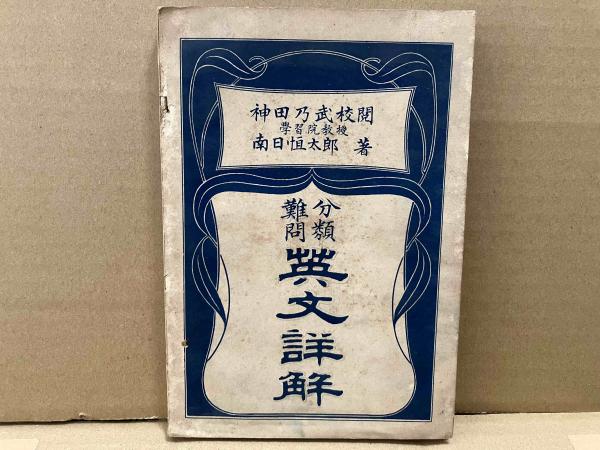 神田乃武校閲
學習院教授
南日恒太郎 著
難問 分類
英文詳解